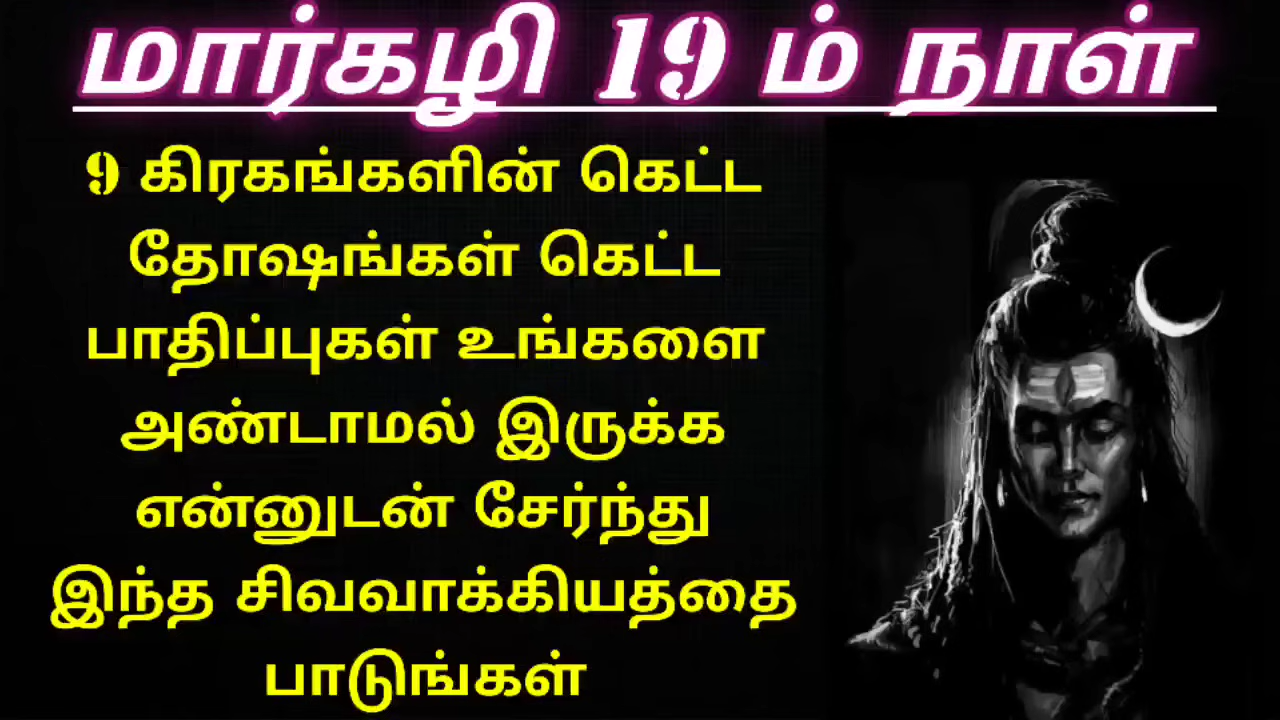 மார்கழி 19 ம் நாள்
9 கிரகங்களின் கெட்ட
தோஷங்கள் கெட்ட
பாதிப்புகள் உங்களை
அண்டாமல் இருக்க
என்னுடன் சேர்ந்து
இந்த சிவவாக்கியத்தை
பாடுங்கள்